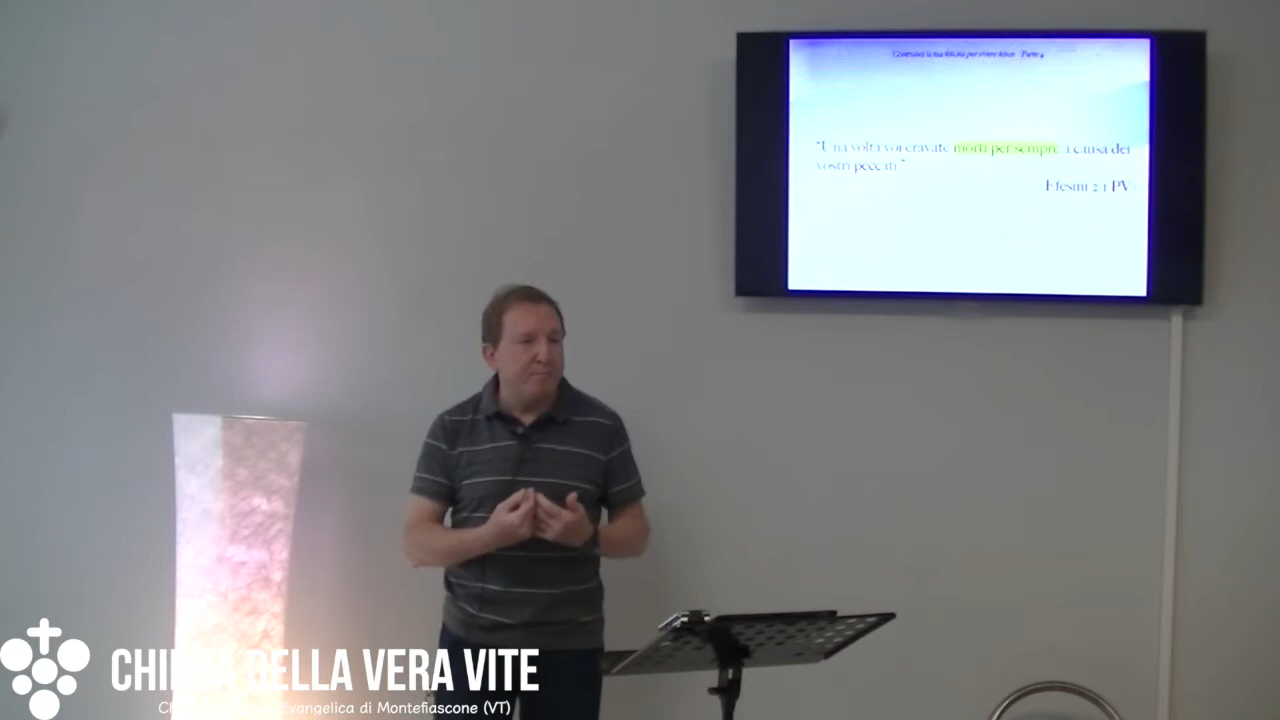 "Una volta voi eravate morti per sempre a causa dei
vostri peccati."
Efesini 2:1 PV
CHIESA DELLA VERA VITE
Evangelica di Montefiascone (VT)